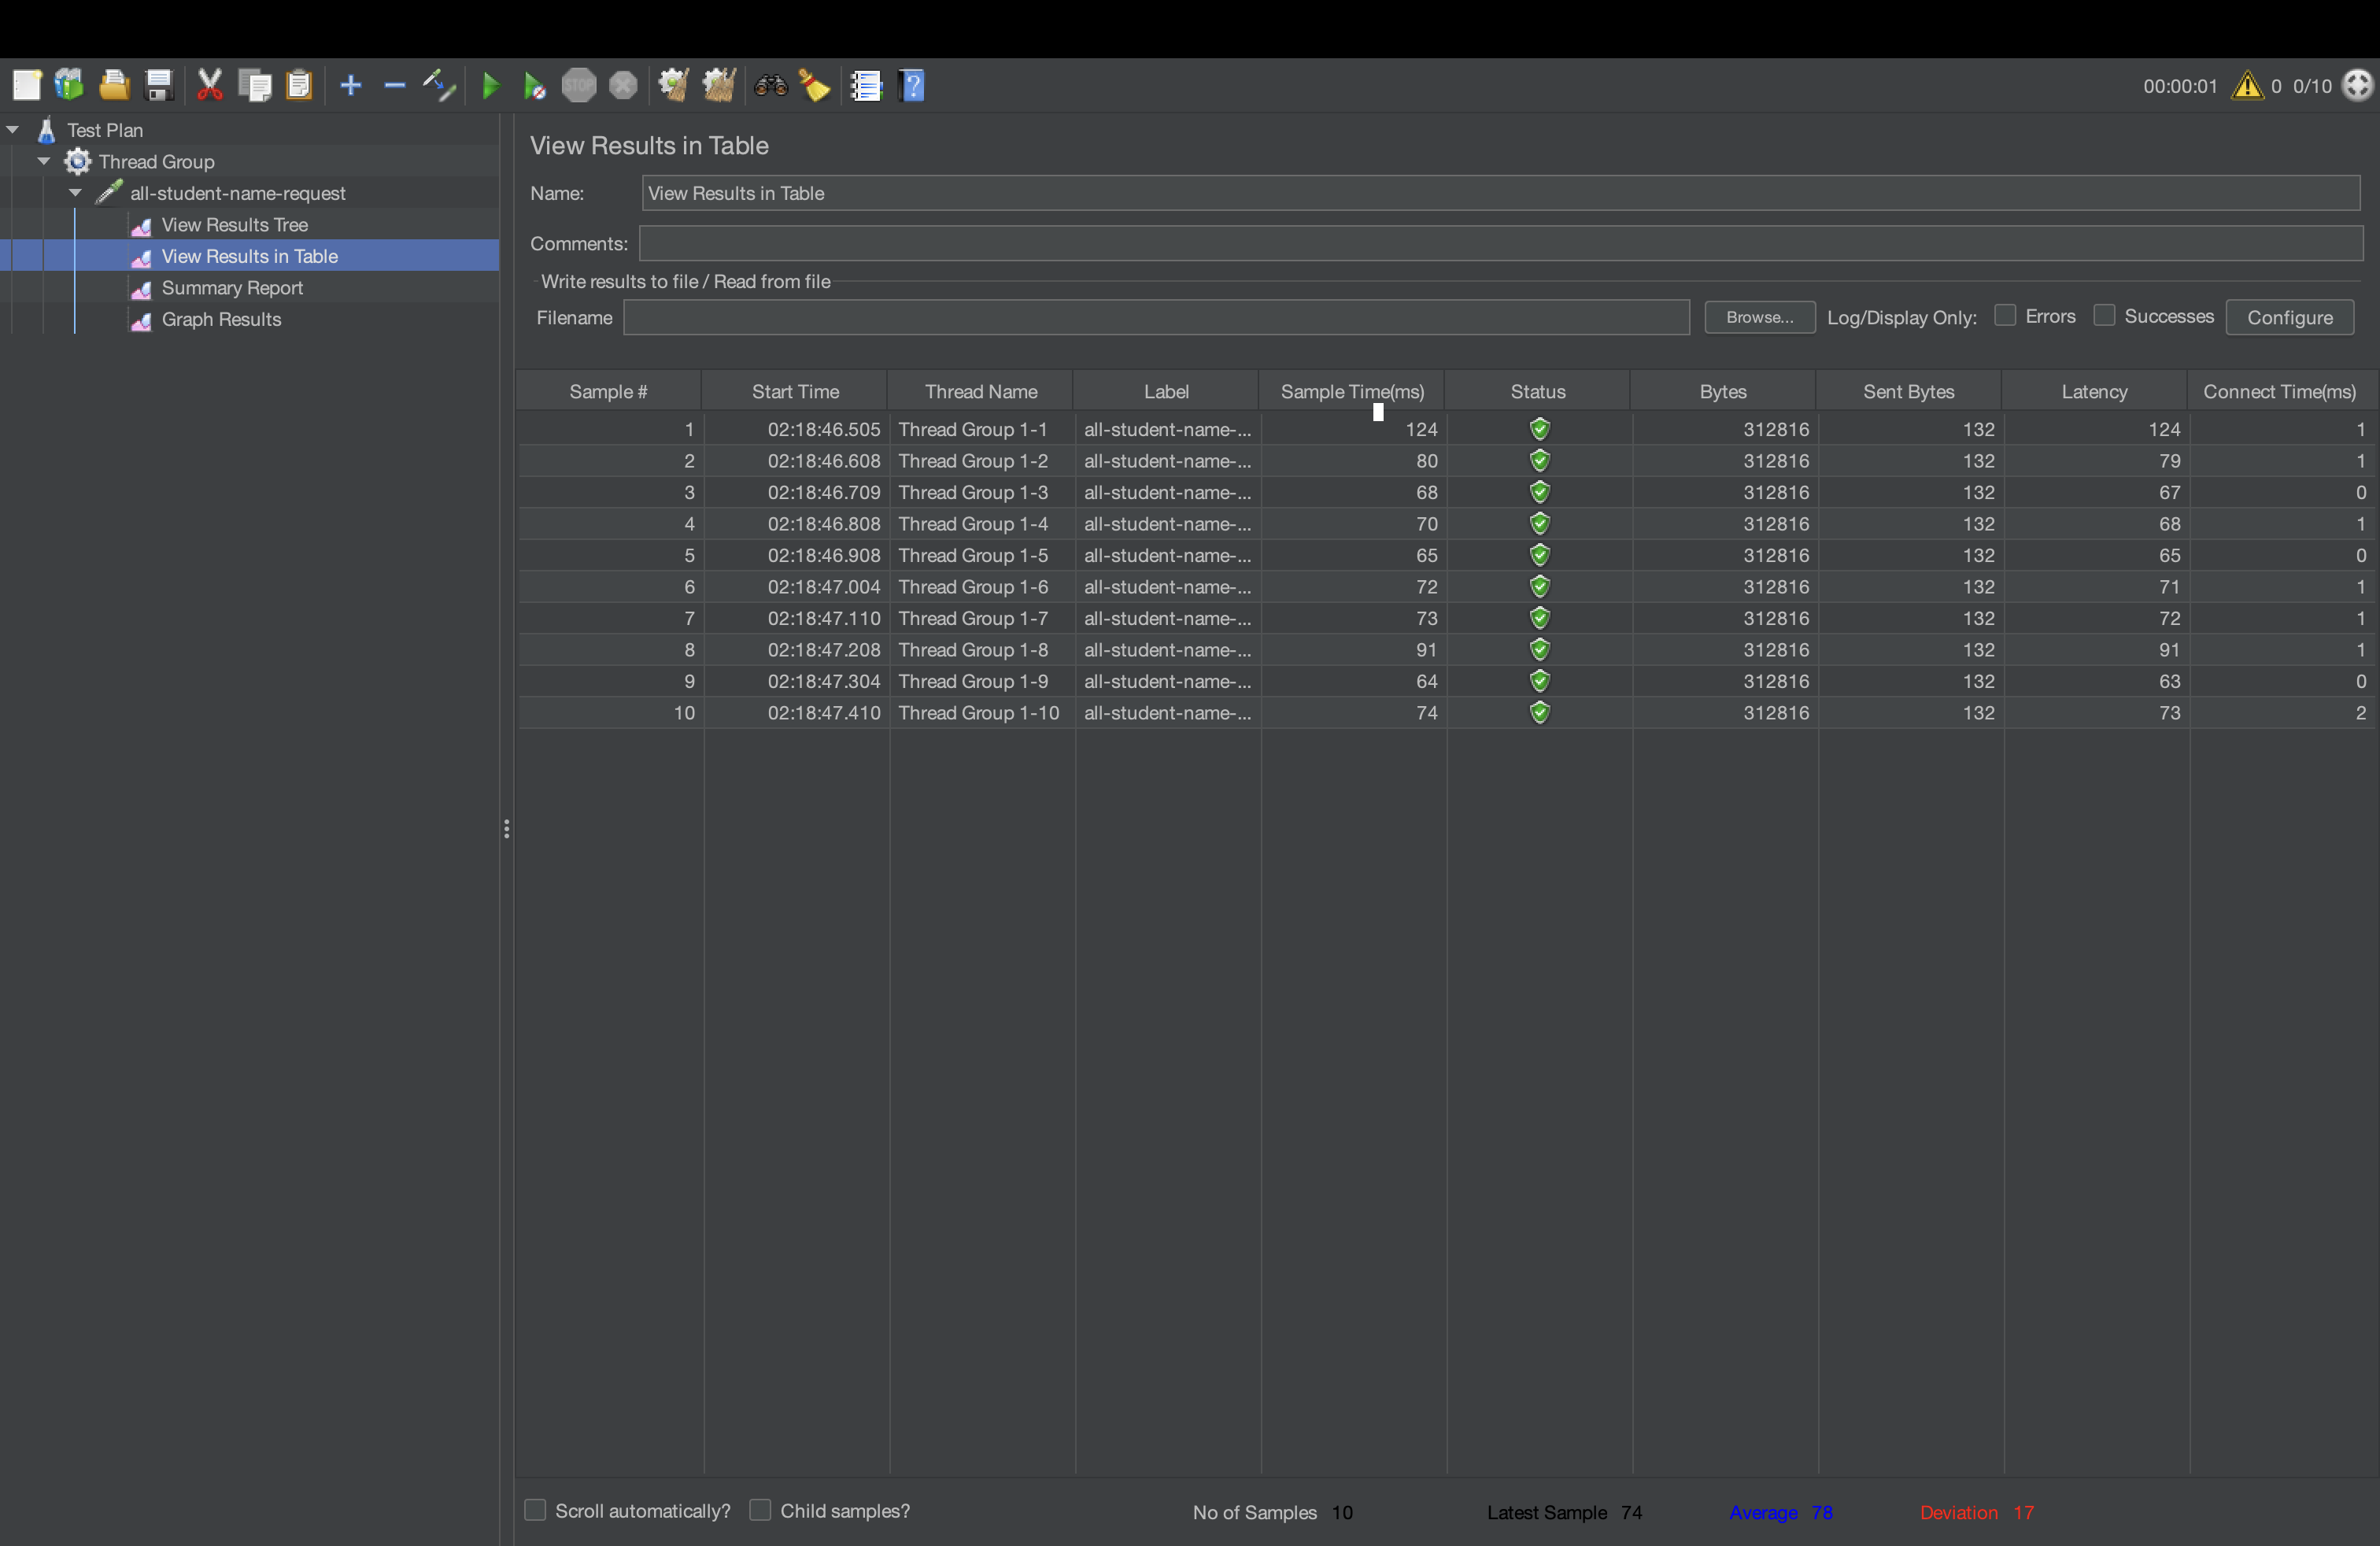 STOP
00:00:01 0 0/10
Test Plan
Thread Group
all-student-name-request
View Results Tree
View Results in Table
Summary Report
Graph Results
View Results in Table
Name: View Results in Table
Comments:
Write results to file / Read from file
Filename Browse... Log/Display Only: Errors Successes Configure
Sample # Start Time Thread Name Label Sample Time(ms) Status Bytes Sent Bytes Latency Connect Time(ms)
1 02:18:46.505 Thread Group 1-1 all-student-name-... 124 312816 132 124 1
2 02:18:46.608 Thread Group 1-2 all-student-name-... 80 312816 132 79 1
3 02:18:46.709 Thread Group 1-3 all-student-name-... 68 312816 132 67 0
4 02:18:46.808 Thread Group 1-4 all-student-name-... 70 312816 132 68 1
5 02:18:46.908 Thread Group 1-5 all-student-name-... 65 312816 132 65 0
6 02:18:47.004 Thread Group 1-6 all-student-name-... 72 312816 132 71 1
7 02:18:47.110 Thread Group 1-7 all-student-name-... 73 312816 132 72 1
8 02:18:47.208 Thread Group 1-8 all-student-name-... 91 312816 132 91 1
9 02:18:47.304 Thread Group 1-9 all-student-name-... 64 312816 132 63 0
10 02:18:47.410 Thread Group 1-10 all-student-name-... 74 312816 132 73 2
Scroll automatically? Child samples? No of Samples 10 Latest Sample 74 Average 78 Deviation 17